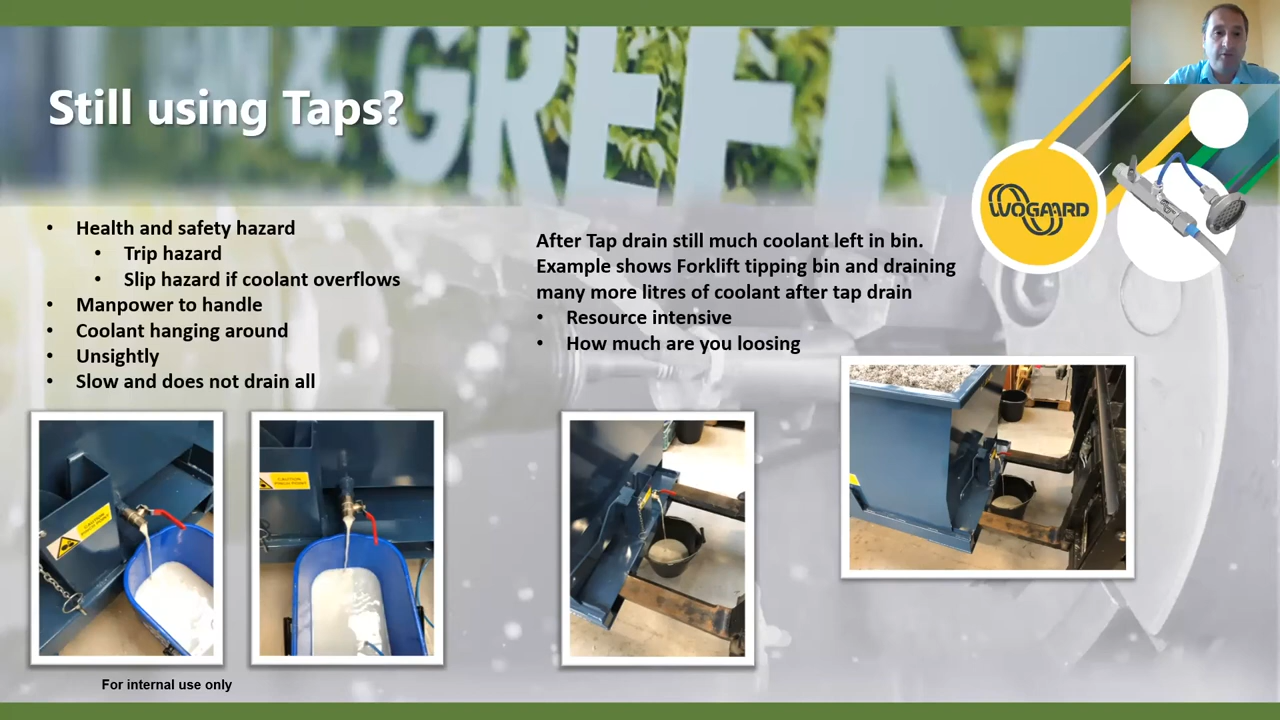 GREEN
Still using Taps?
WOGAARD
• Health and safety hazard
• Trip hazard
• Slip hazard if coolant overflows
• Manpower to handle
• Coolant hanging around
• Unsightly
• Slow and does not drain all
After Tap drain still much coolant left in bin.
Example shows Forklift tipping bin and draining
many more litres of coolant after tap drain
• Resource intensive
• How much are you loosing
CAUTION
CAUTION
For internal use only